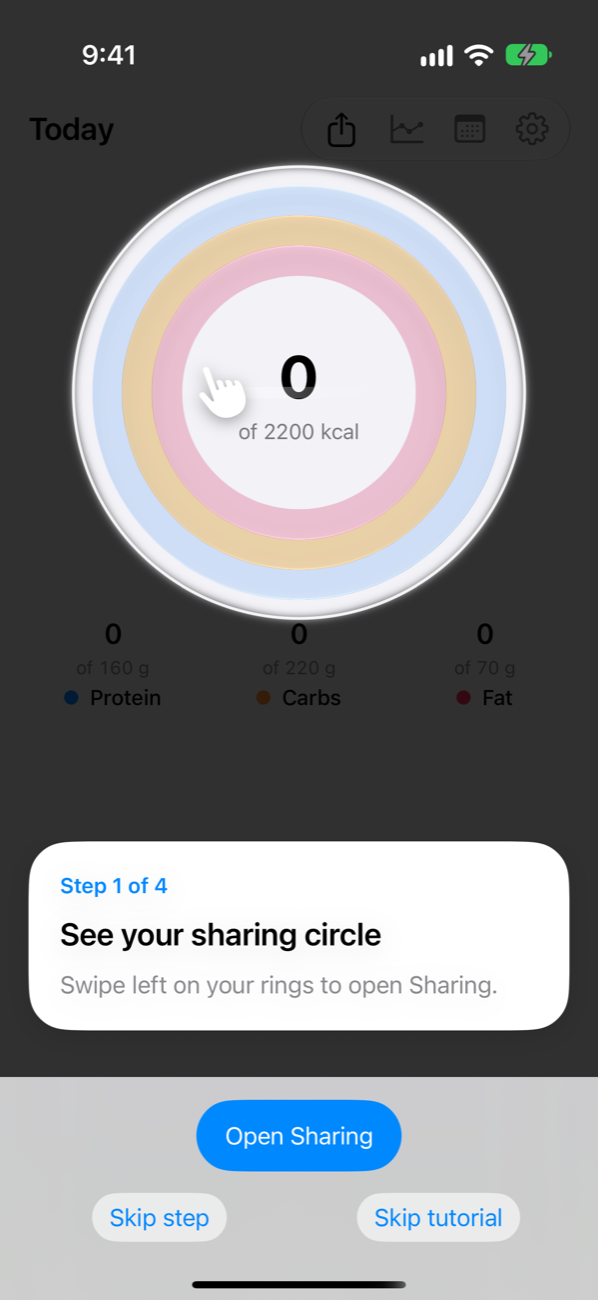 9:41
Today
0
of 2200 kcal
0
of 160 g
Protein
0
of 220 g
Carbs
0
of 70 g
Fat
Step 1 of 4
See your sharing circle
Swipe left on your rings to open Sharing.
Open Sharing
Skip step
Skip tutorial